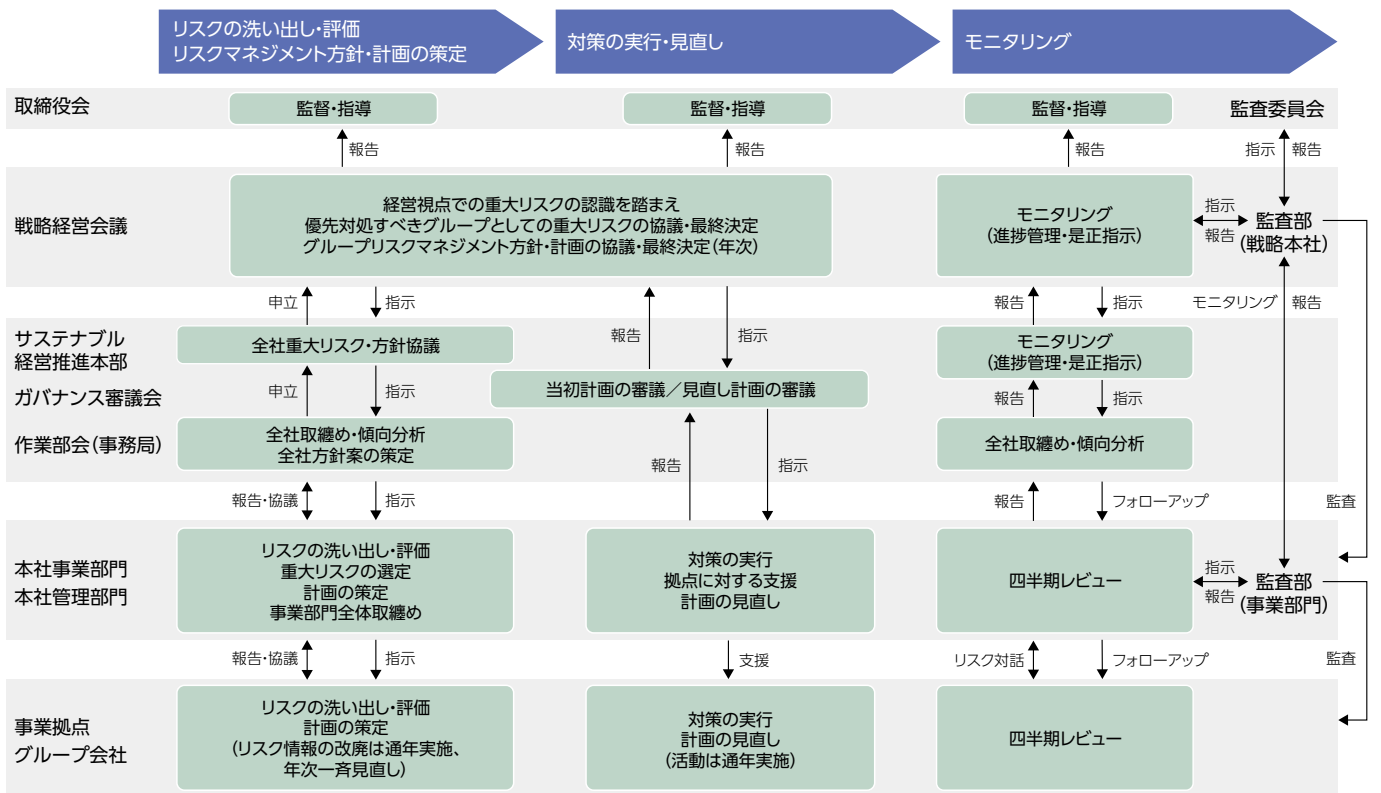 リスクの洗い出し・評価
リスクマネジメント方針・計画の策定
対策の実行・見直し
モニタリング
取締役会
監督・指導
監督・指導
監督・指導
監査委員会
報告
報告
報告
指示
報告
戦略経営会議
経営視点での重大リスクの認識を踏まえ
優先対処すべきグループとしての重大リスクの協議・最終決定
グループリスクマネジメント方針・計画の協議・最終決定(年次)
モニタリング
(進捗管理・是正指示)
指示
報告
監査部
(戦略本社)
申立
指示
報告
指示
報告
指示
モニタリング
報告
サステナブル
経営推進本部
全社重大リスク・方針協議
モニタリング
(進捗管理・是正指示)
ガバナンス審議会
申立
指示
当初計画の審議／見直し計画の審議
報告
指示
作業部会(事務局)
全社取纏め・傾向分析
全社方針案の策定
報告
指示
全社取纏め・傾向分析
報告・協議
指示
報告
フォローアップ
監査
本社事業部門
本社管理部門
リスクの洗い出し・評価
重大リスクの選定
計画の策定
事業部門全体取纏め
対策の実行
拠点に対する支援
計画の見直し
四半期レビュー
指示
報告
監査部
(事業部門)
報告・協議
指示
支援
リスク対話
フォローアップ
監査
事業拠点
グループ会社
リスクの洗い出し・評価
計画の策定
(リスク情報の改廃は通年実施、
年次一斉見直し)
対策の実行
計画の見直し
(活動は通年実施)
四半期レビュー